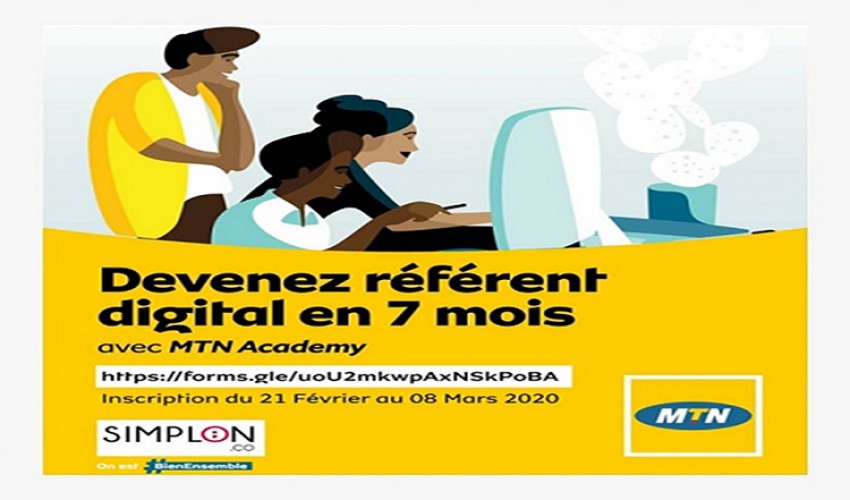 Devenez référent
digital en 7 mois
avec MTN Academy
https://forms.gle/uoU2mkwpAxNSkPoBA
Inscription du 21 Février au 08 Mars 2020
MTN
SIMPLON
.CO
On est #BienEnsemble